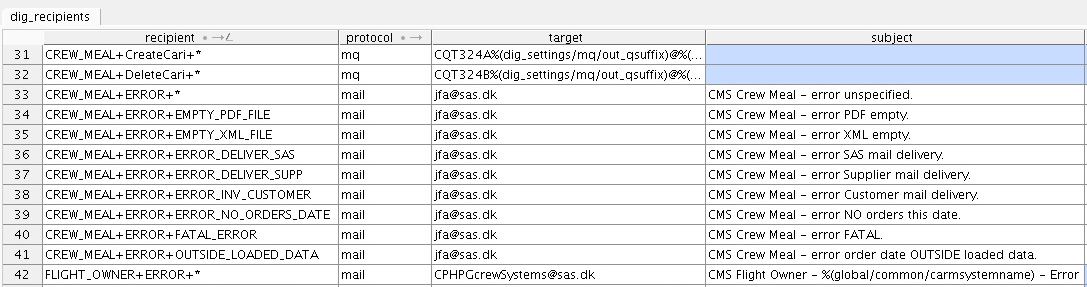 dig_recipients
recipient protocol target subject
31 CREW_MEAL+CreateCari+* mq CQT324A%(dig_settings/mq/out_qsuffix)@%(...
32 CREW_MEAL+DeleteCari+* mq CQT324B%(dig_settings/mq/out_qsuffix)@%(...
33 CREW_MEAL+ERROR+* mail jfa@sas.dk CMS Crew Meal - error unspecified.
34 CREW_MEAL+ERROR+EMPTY_PDF_FILE mail jfa@sas.dk CMS Crew Meal - error PDF empty.
35 CREW_MEAL+ERROR+EMPTY_XML_FILE mail jfa@sas.dk CMS Crew Meal - error XML empty.
36 CREW_MEAL+ERROR+ERROR_DELIVER_SAS mail jfa@sas.dk CMS Crew Meal - error SAS mail delivery.
37 CREW_MEAL+ERROR+ERROR_DELIVER_SUPP mail jfa@sas.dk CMS Crew Meal - error Supplier mail delivery.
38 CREW_MEAL+ERROR+ERROR_INV_CUSTOMER mail jfa@sas.dk CMS Crew Meal - error Customer mail delivery.
39 CREW_MEAL+ERROR+ERROR_NO_ORDERS_DATE mail jfa@sas.dk CMS Crew Meal - error NO orders this date.
40 CREW_MEAL+ERROR+FATAL_ERROR mail jfa@sas.dk CMS Crew Meal - error FATAL.
41 CREW_MEAL+ERROR+OUTSIDE_LOADED_DATA mail jfa@sas.dk CMS Crew Meal - error order date OUTSIDE loaded data.
42 FLIGHT_OWNER+ERROR+* mail CPHPGcrewSystems@sas.dk CMS Flight Owner - %(global/common/carmsystemname) - Error